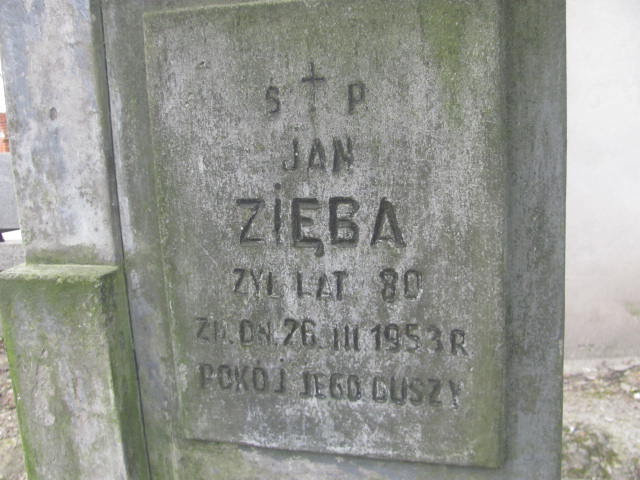 Ś † P
JAN
ZIĘBA
ŻYŁ LAT 80
ZM. DN. 26. III 1953 R
POKÓJ JEGO DUSZY